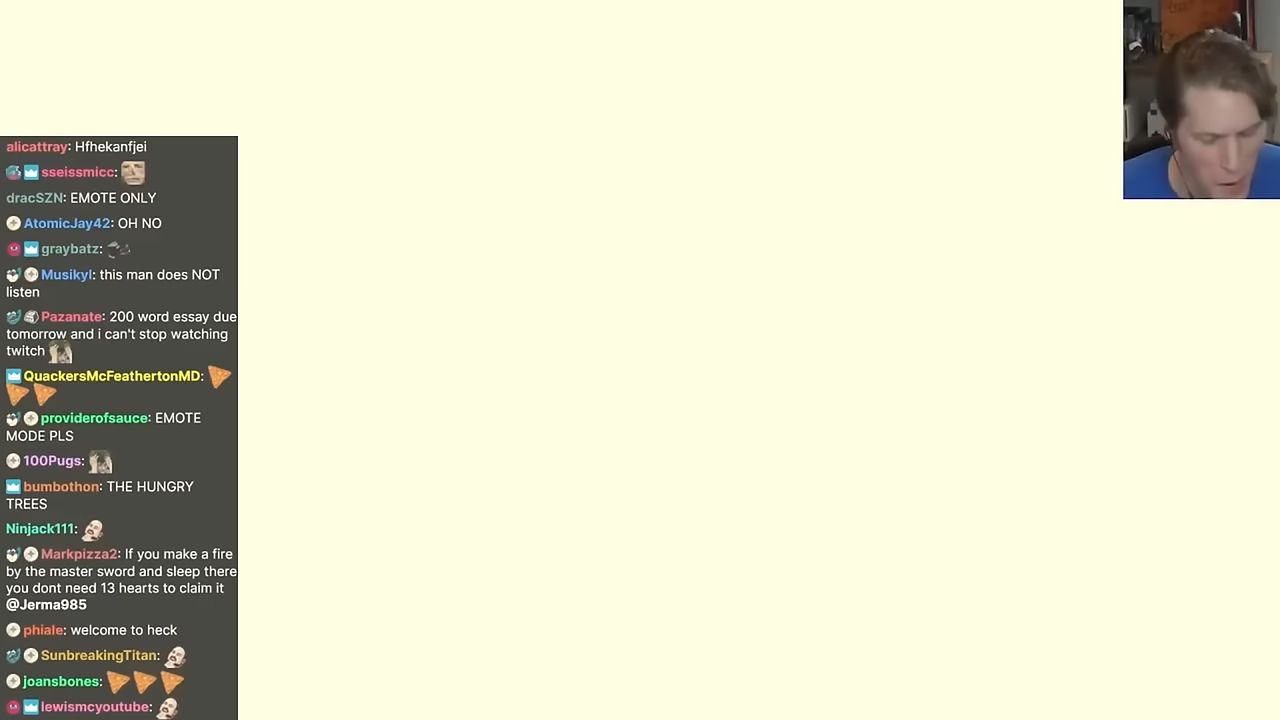 alicattray: Hfhekanfjei
sseissmicc:
dracSZN: EMOTE ONLY
AtomicJay42: OH NO
graybatz:
Musikyl: this man does NOT
listen
Pazanate: 200 word essay due
tomorrow and i can't stop watching
twitch
QuackersMcFeathertonMD:
providerofsauce: EMOTE
MODE PLS
100Pugs:
bumbothon: THE HUNGRY
TREES
Ninjack111:
Markpizza2: If you make a fire
by the master sword and sleep there
you dont need 13 hearts to claim it
@Jerma985
phiale: welcome to heck
SunbreakingTitan:
joansbones:
lewismcyoutube: